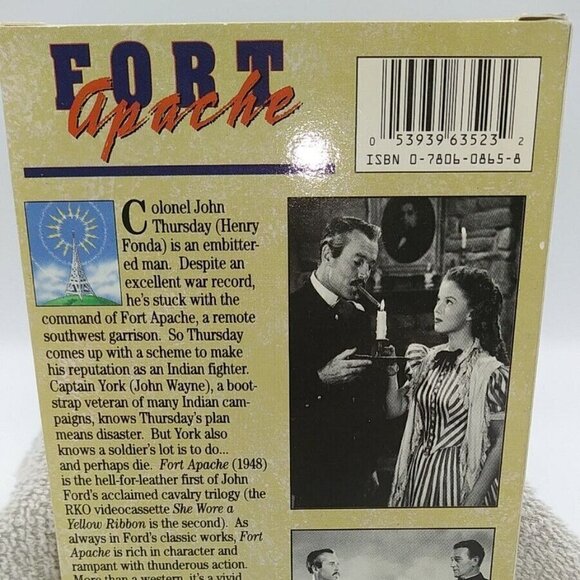 FORT
Apache
0 53939 63523 2
ISBN 0-7806-0865-8
Colonel John
Thursday (Henry
Fonda) is an embitter-
ed man. Despite an
excellent war record,
he's stuck with the
command of Fort Apache, a remote
southwest garrison. So Thursday
comes up with a scheme to make
his reputation as an Indian fighter.
Captain York (John Wayne), a boot-
strap veteran of many Indian cam-
paigns, knows Thursday's plan
means disaster. But York also
knows a soldier's lot is to do...
and perhaps die. Fort Apache (1948)
is the hell-for-leather first of John
Ford's acclaimed cavalry trilogy (the
RKO videocassette She Wore a
Yellow Ribbon is the second). As
always in Ford's classic works, Fort
Apache is rich in character and
rampant with thunderous action.
More than a western, it's a vivid